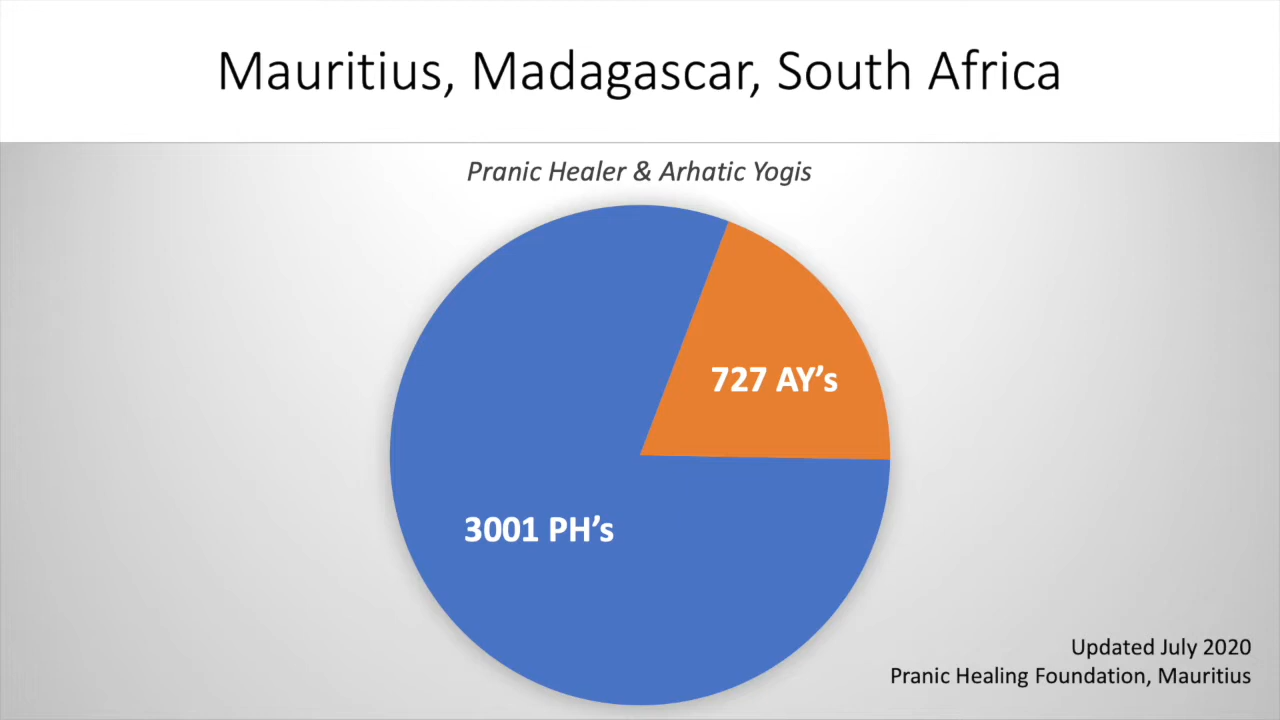 Mauritius, Madagascar, South Africa
Pranic Healer & Arhatic Yogis
727 AY’s
3001 PH’s
Updated July 2020
Pranic Healing Foundation, Mauritius